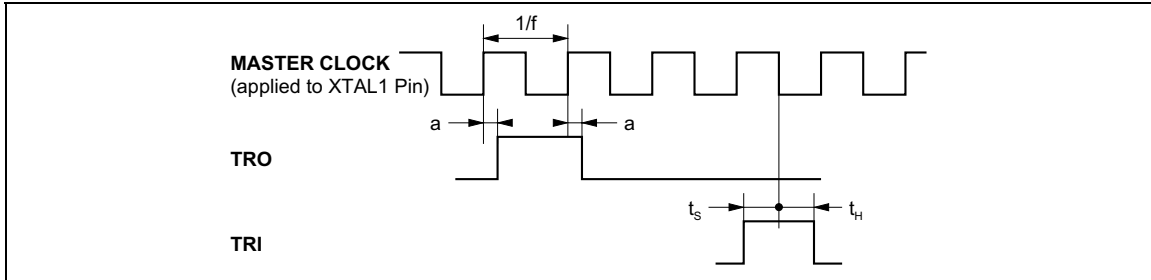 1/f
MASTER CLOCK
(applied to XTAL1 Pin)
a
a
TRO
tS
tH
TRI